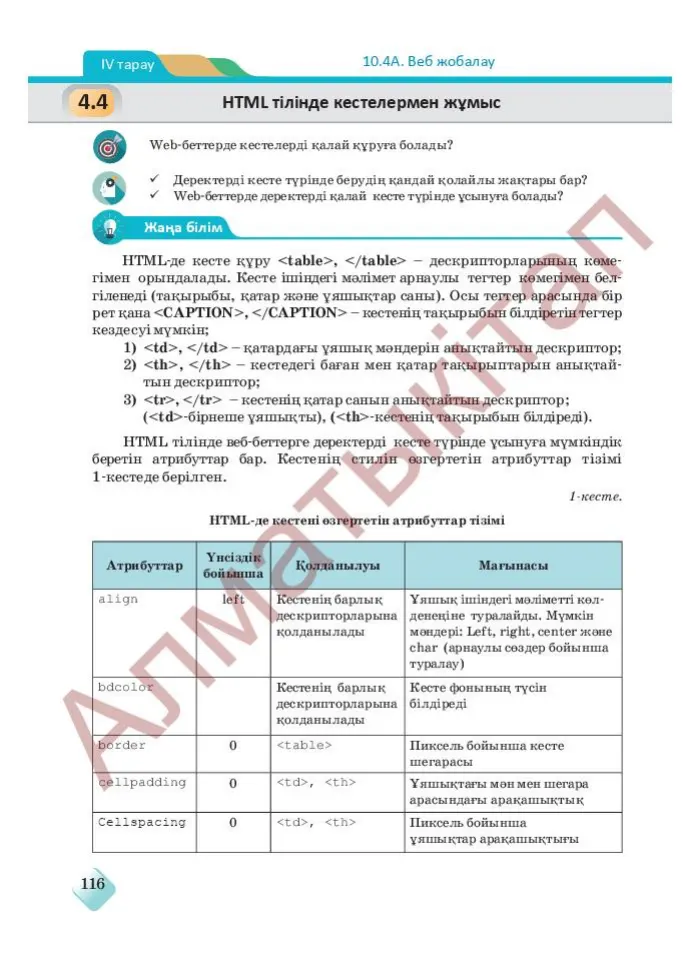 IV тарау
10.4А. Веб жобалау
4.4
HTML тілінде кестелермен жұмыс
Web-беттерде кестелерді қалай құруға болады?
✓ Деректерді кесте түрінде берудің қандай қолайлы жақтары бар?
✓ Web-беттерде деректерді қалай кесте түрінде ұсынуға болады?
Жаңа білім
HTML-де кесте құру <table>, </table> – дескрипторларының көме-
гімен орындалады. Кесте ішіндегі мәлімет арнаулы тегтер көмегімен бел-
гіленеді (тақырыбы, қатар және ұяшықтар саны). Осы тегтер арасында бір
рет қана <CAPTION>, </CAPTION> – кестенің тақырыбын білдіретін тегтер
кездесуі мүмкін;
1) <td>, </td> – қатардағы ұяшық мәндерін анықтайтын дескриптор;
2) <th>, </th> – кестедегі баған мен қатар тақырыптарын анықтай-
тын дескриптор;
3) <tr>, </tr> – кестенің қатар санын анықтайтын дескриптор;
(<td>-бірнеше ұяшықты), (<th>-кестенің тақырыбын білдіреді).
HTML тілінде веб-беттерге деректерді кесте түрінде ұсынуға мүмкіндік
беретін атрибуттар бар. Кестенің стилін өзгертетін атрибуттар тізімі
1-кестеде берілген.
1-кесте.
HTML-де кестені өзгертетін атрибуттар тізімі
Атрибуттар
Үнсіздік
бойынша
Қолданылуы
Мағынасы
align
left
Кестенің барлық
дескрипторларына
қолданылады
Ұяшық ішіндегі мәліметті көл-
денеңіне туралайды. Мүмкін
мәндері: Left, right, center және
char (арнаулы сөздер бойынша
туралау)
bdcolor
Кестенің барлық
дескрипторларына
қолданылады
Кесте фонының түсін
білдіреді
border
0
<table>
Пиксель бойынша кесте
шегарасы
cellpadding
0
<td>, <th>
Ұяшықтағы мән мен шегара
арасындағы арақашықтық
Cellspacing
0
<td>, <th>
Пиксель бойынша
ұяшықтар арақашықтығы
116
Алматыкітап